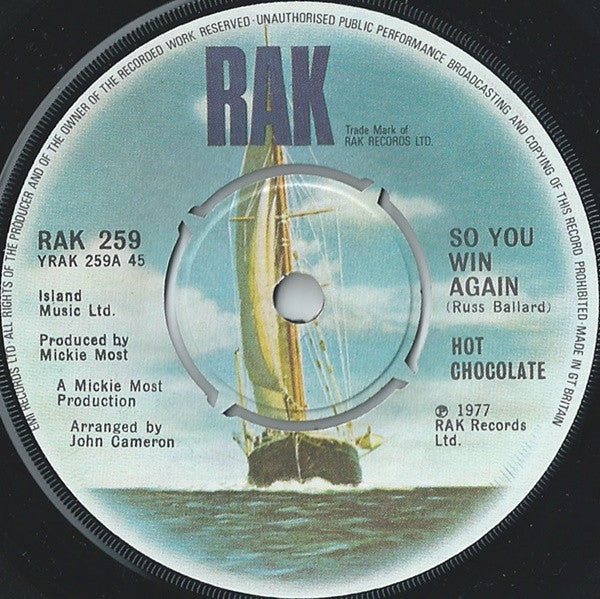 EMI RECORDS LTD·ALL RIGHTS OF THE PRODUCER AND OF THE OWNER OF THE RECORDED WORK RESERVED·UNAUTHORISED PUBLIC PERFORMANCE BROADCASTING AND COPYING OF THIS RECORD PROHIBITED·MADE IN GT BRITAIN
RAK
Trade Mark of
RAK RECORDS LTD.
RAK 259
YRAK 259A 45
Island
Music Ltd.
Produced by
Mickie Most
A Mickie Most
Production
Arranged by
John Cameron
SO YOU
WIN
AGAIN
(Russ Ballard)
HOT
CHOCOLATE
℗ 1977
RAK Records
Ltd.